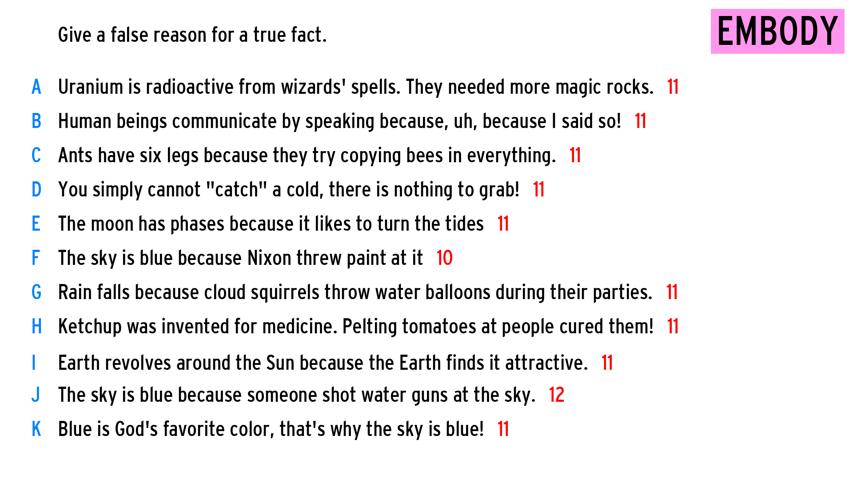 Give a false reason for a true fact.
EMBODY
A Uranium is radioactive from wizards' spells. They needed more magic rocks. 11
B Human beings communicate by speaking because, uh, because I said so! 11
C Ants have six legs because they try copying bees in everything. 11
D You simply cannot "catch" a cold, there is nothing to grab! 11
E The moon has phases because it likes to turn the tides 11
F The sky is blue because Nixon threw paint at it 10
G Rain falls because cloud squirrels throw water balloons during their parties. 11
H Ketchup was invented for medicine. Pelting tomatoes at people cured them! 11
I Earth revolves around the Sun because the Earth finds it attractive. 11
J The sky is blue because someone shot water guns at the sky. 12
K Blue is God's favorite color, that's why the sky is blue! 11